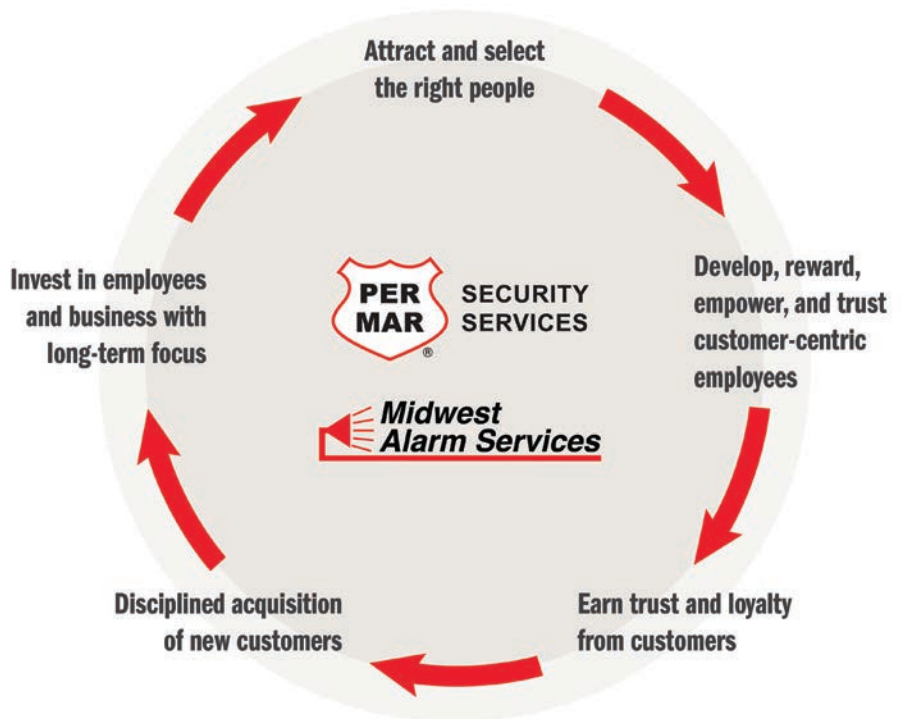 Attract and select
the right people
Develop, reward,
empower, and trust
customer-centric
employees
Earn trust and loyalty
from customers
Disciplined acquisition
of new customers
Invest in employees
and business with
long-term focus
PER
MAR
®
SECURITY
SERVICES
Midwest
Alarm Services